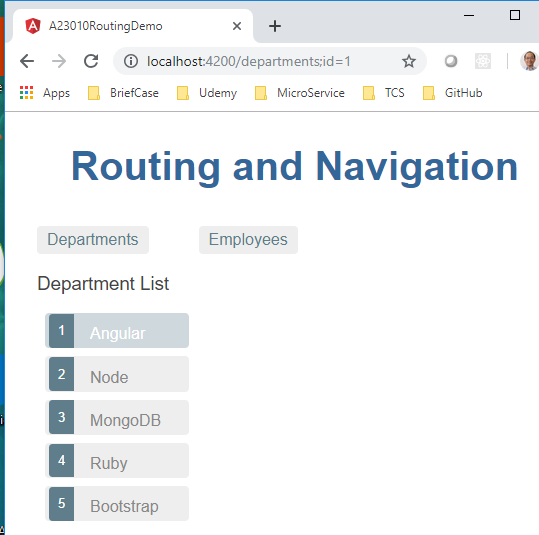 A23010RoutingDemo
localhost:4200/departments;id=1
Apps BriefCase Udemy MicroService TCS GitHub
Routing and Navigation
Departments Employees
Department List
1 Angular
2 Node
3 MongoDB
4 Ruby
5 Bootstrap